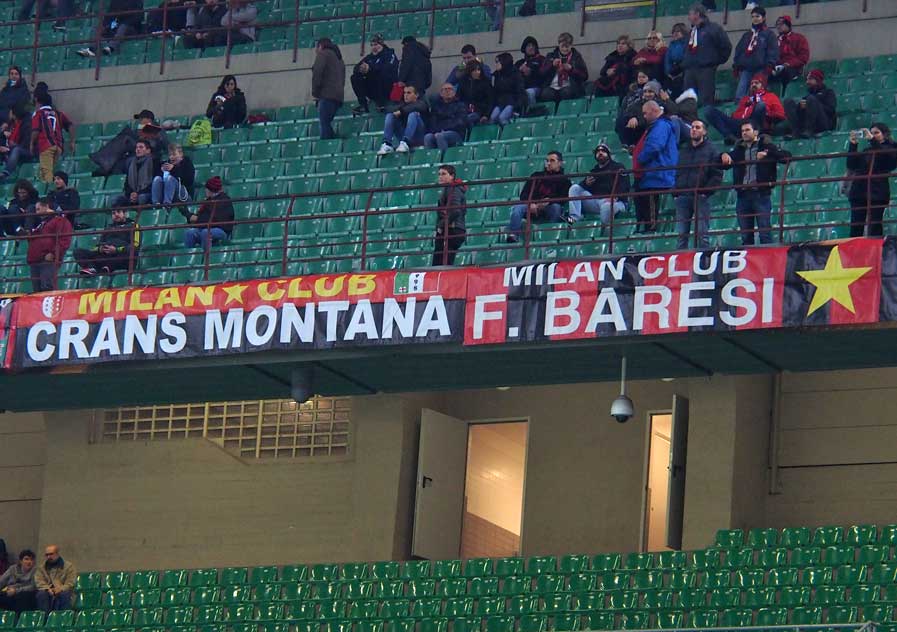 MILAN CLUB
CRANS MONTANA
MILAN CLUB
F. BARESI